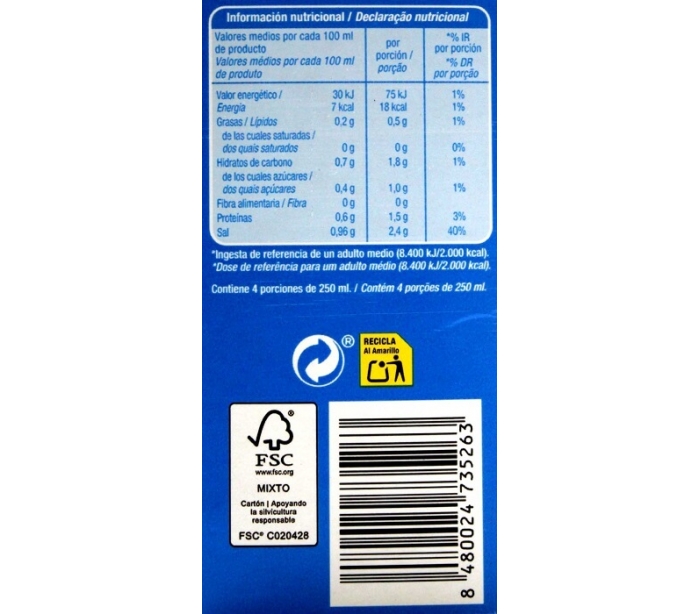 Información nutricional / Declaração nutricional
Valores medios por cada 100 ml de producto
Valores médios por cada 100 ml de produto
por porción / porção
*% IR por porción
*% DR por porção
Valor energético / 30 kJ 75 kJ 1%
Energia 7 kcal 18 kcal 1%
Grasas / Lípidos 0,2 g 0,5 g 1%
de las cuales saturadas /
dos quais saturados 0 g 0 g 0%
Hidratos de carbono 0,7 g 1,8 g 1%
de los cuales azúcares /
dos quais açúcares 0,4 g 1,0 g 1%
Fibra alimentaria / Fibra 0 g 0 g
Proteínas 0,6 g 1,5 g 3%
Sal 0,96 g 2,4 g 40%
*Ingesta de referencia de un adulto medio (8.400 kJ/2.000 kcal).
*Dose de referência para um adulto médio (8.400 kJ/2.000 kcal).
Contiene 4 porciones de 250 ml. / Contém 4 porções de 250 ml.
®
RECICLA
Al Amarillo
®
FSC
www.fsc.org
MIXTO
Cartón | Apoyando
la silvicultura
responsable
FSC® C020428
8 480024 735263